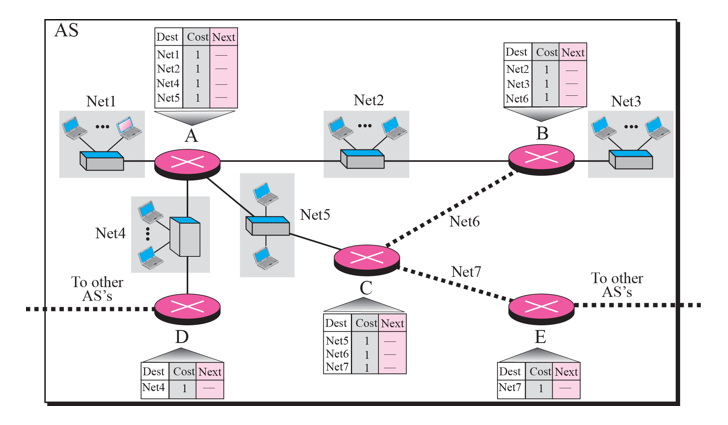 AS
Dest Cost Next
Net1 1 —
Net2 1 —
Net4 1 —
Net5 1 —
A
Dest Cost Next
Net2 1 —
Net3 1 —
Net6 1 —
B
Net1
Net2
Net3
Net4
Net5
Net6
Net7
To other
AS's
To other
AS's
C
Dest Cost Next
Net5 1 —
Net6 1 —
Net7 1 —
D
Dest Cost Next
Net4 1 —
E
Dest Cost Next
Net7 1 —